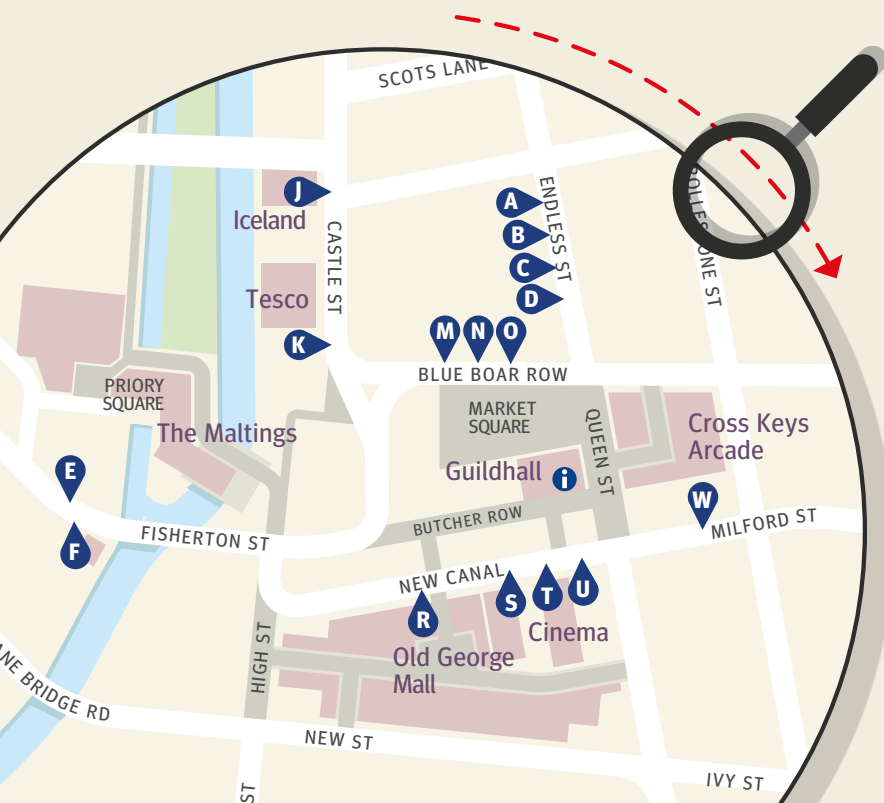 SCOTS LANE
J
Iceland
CASTLE ST
A
ENDLESS ST
B
C
D
Tesco
K
M
N
O
BLUE BOAR ROW
PRIORY
SQUARE
MARKET
SQUARE
QUEEN ST
Cross Keys
Arcade
The Maltings
Guildhall
i
E
F
FISHERTON ST
BUTCHER ROW
W
MILFORD ST
NEW CANAL
R
S
T
U
Cinema
HIGH ST
Old George
Mall
BRIDGE RD
NEW ST
IVY ST
ST
ST